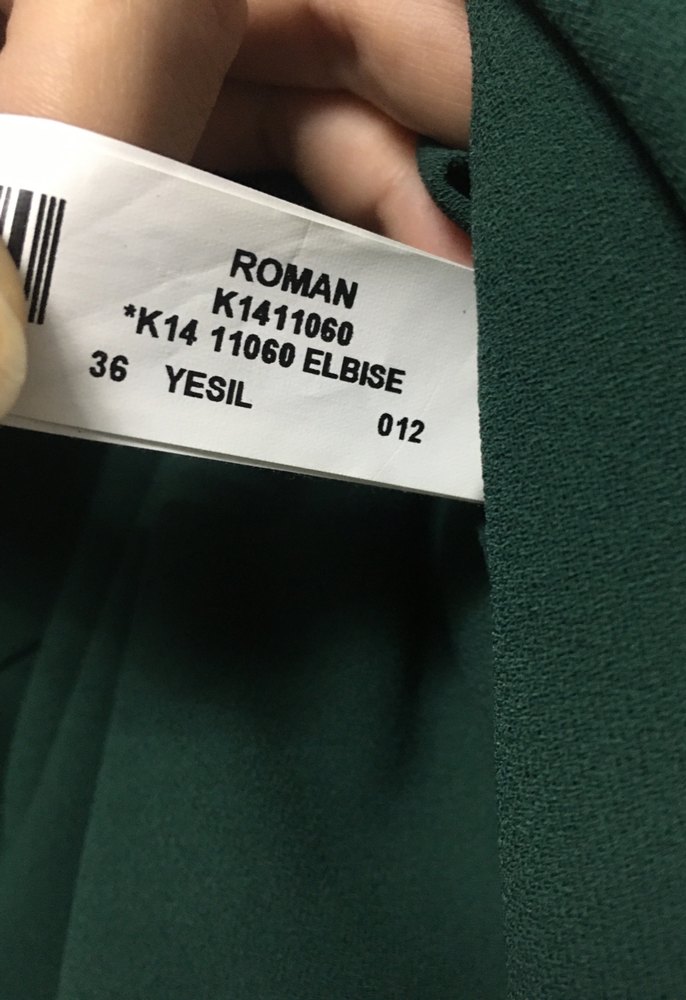 ROMAN
K1411060
*K14 11060 ELBISE
36 YESIL
012